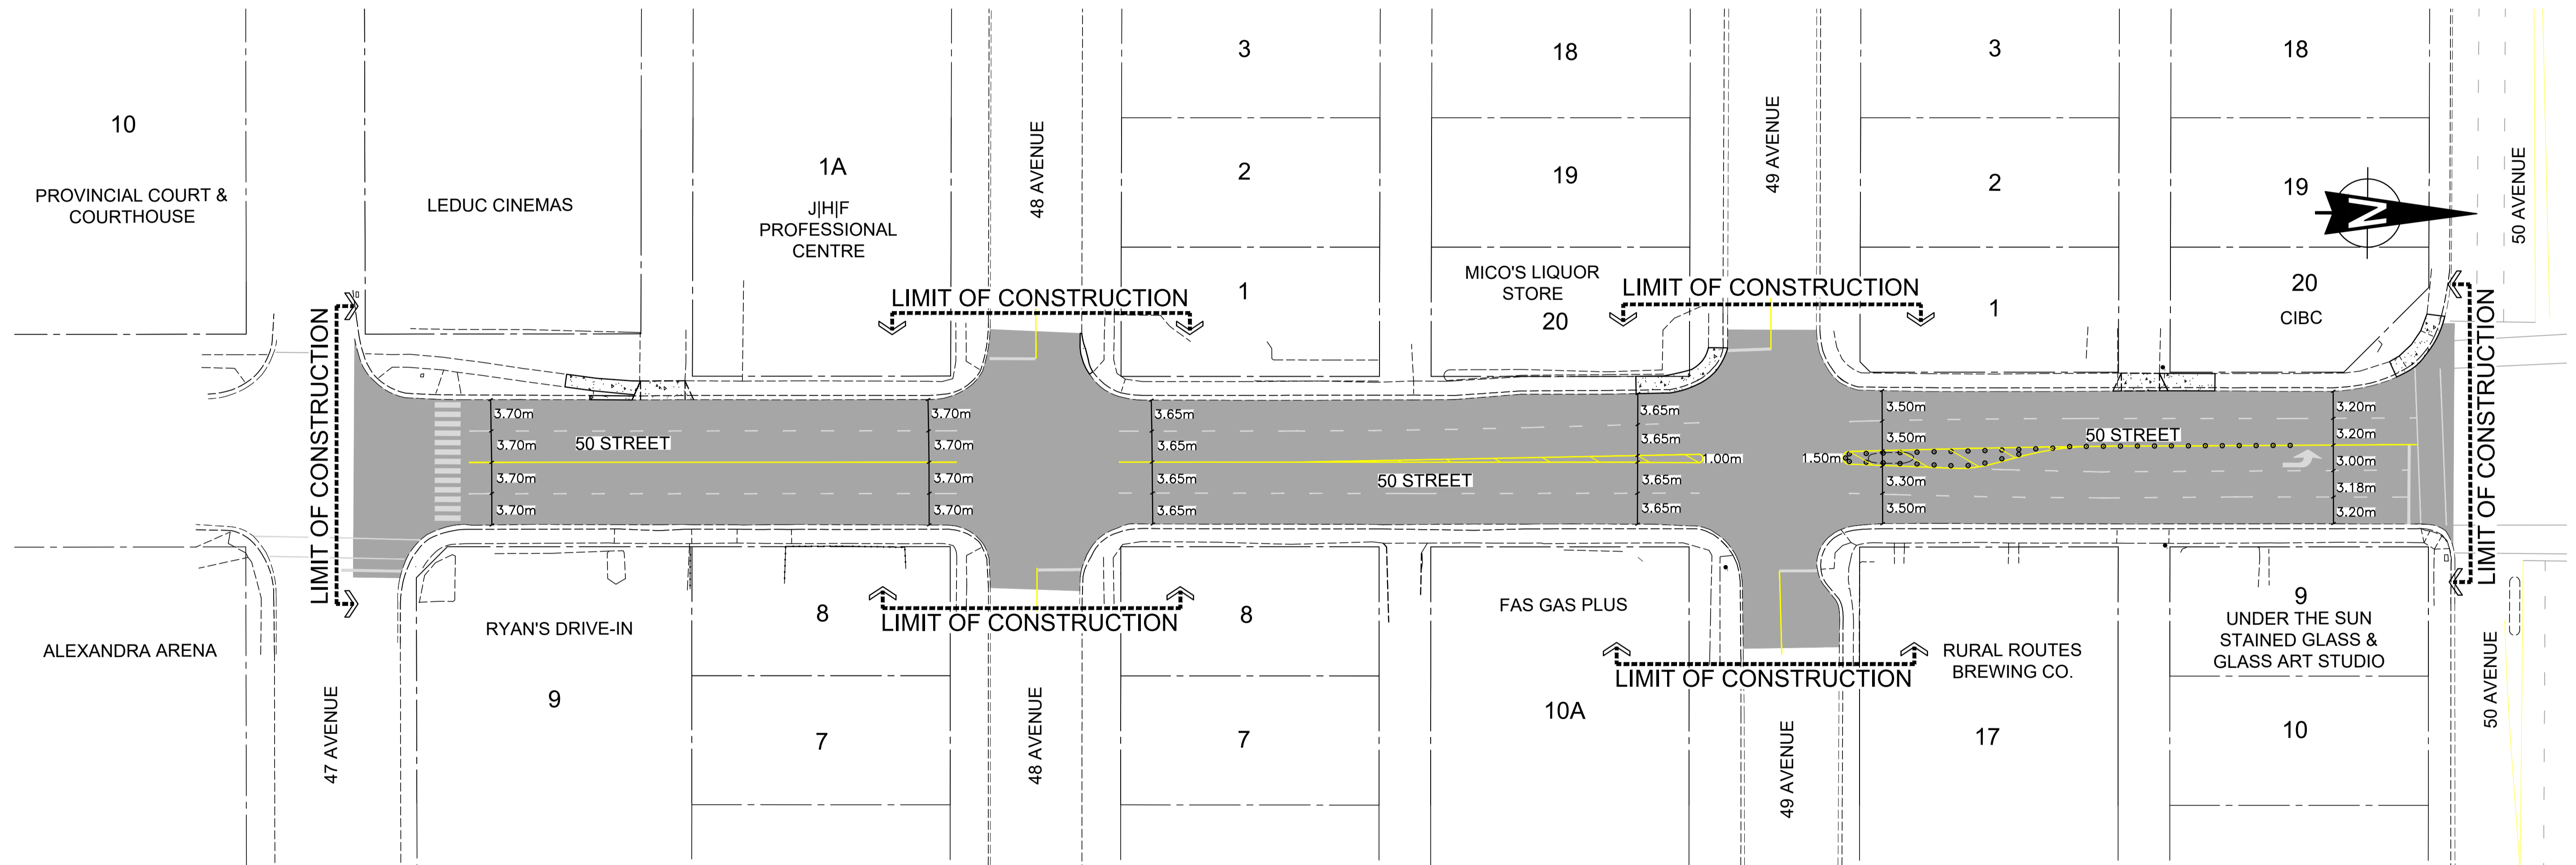 10
PROVINCIAL COURT &
COURTHOUSE
LEDUC CINEMAS
1A
J|H|F
PROFESSIONAL
CENTRE
48 AVENUE
3
2
1
18
19
MICO'S LIQUOR
STORE
20
49 AVENUE
3
2
1
18
19
20
CIBC
N
50 AVENUE
LIMIT OF CONSTRUCTION
LIMIT OF CONSTRUCTION
LIMIT OF CONSTRUCTION
LIMIT OF CONSTRUCTION
3.70m
3.70m
3.70m
3.70m
50 STREET
3.70m
3.70m
3.70m
3.70m
3.65m
3.65m
3.65m
3.65m
50 STREET
3.65m
3.65m
1.00m
3.65m
3.65m
3.50m
3.50m
1.50m
3.30m
3.50m
50 STREET
3.20m
3.20m
3.00m
3.18m
3.20m
ALEXANDRA ARENA
47 AVENUE
RYAN'S DRIVE-IN
9
8
7
LIMIT OF CONSTRUCTION
48 AVENUE
8
7
FAS GAS PLUS
10A
LIMIT OF CONSTRUCTION
49 AVENUE
RURAL ROUTES
BREWING CO.
17
9
UNDER THE SUN
STAINED GLASS &
GLASS ART STUDIO
10
50 AVENUE